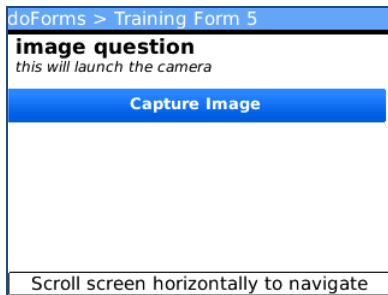 doForms > Training Form 5
image question
this will launch the camera
Capture Image
Scroll screen horizontally to navigate